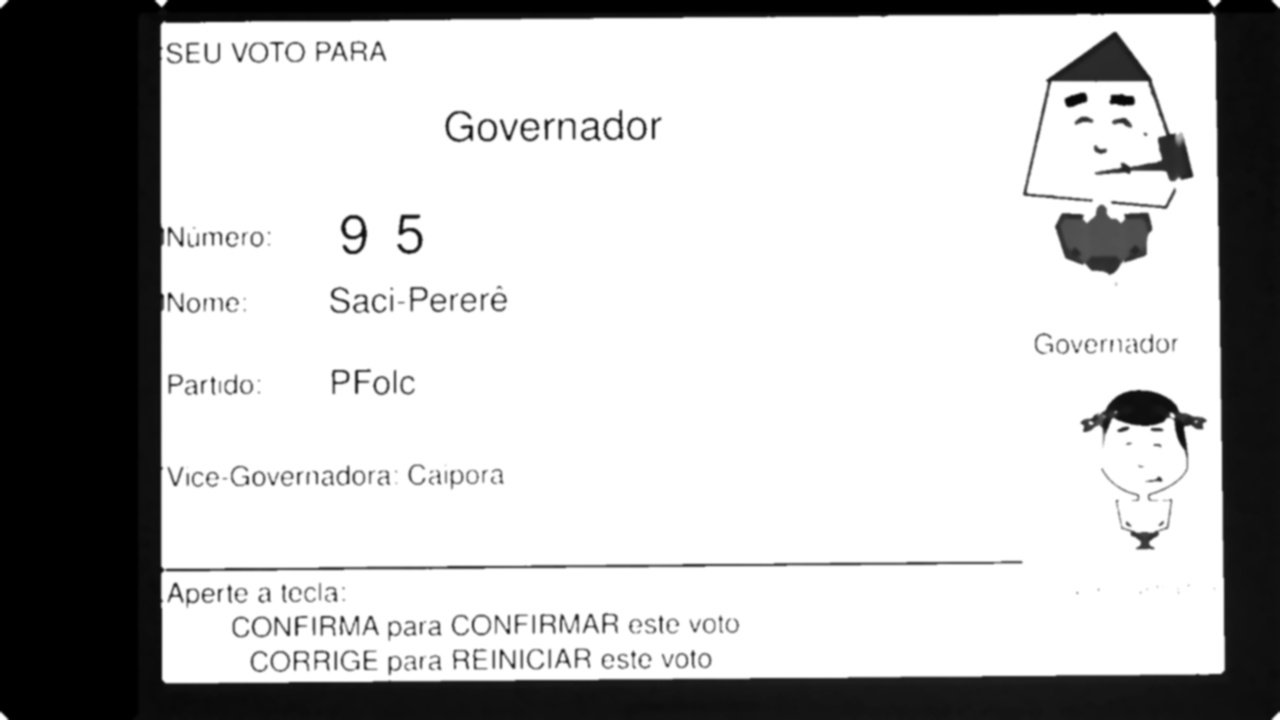 SEU VOTO PARA
Governador
Número: 9 5
Nome: Saci-Pererê
Partido: PFolc
Governador
Vice-Governadora: Caipora
Aperte a tecla:
CONFIRMA para CONFIRMAR este voto
CORRIGE para REINICIAR este voto